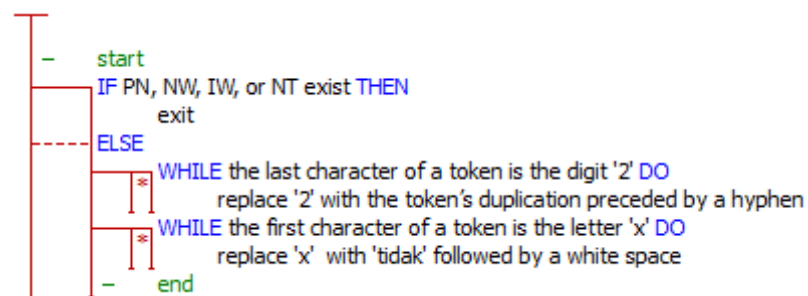 – start
IF PN, NW, IW, or NT exist THEN
exit
ELSE
* WHILE the last character of a token is the digit '2' DO
replace '2' with the token’s duplication preceded by a hyphen
* WHILE the first character of a token is the letter 'x' DO
replace 'x' with 'tidak' followed by a white space
– end